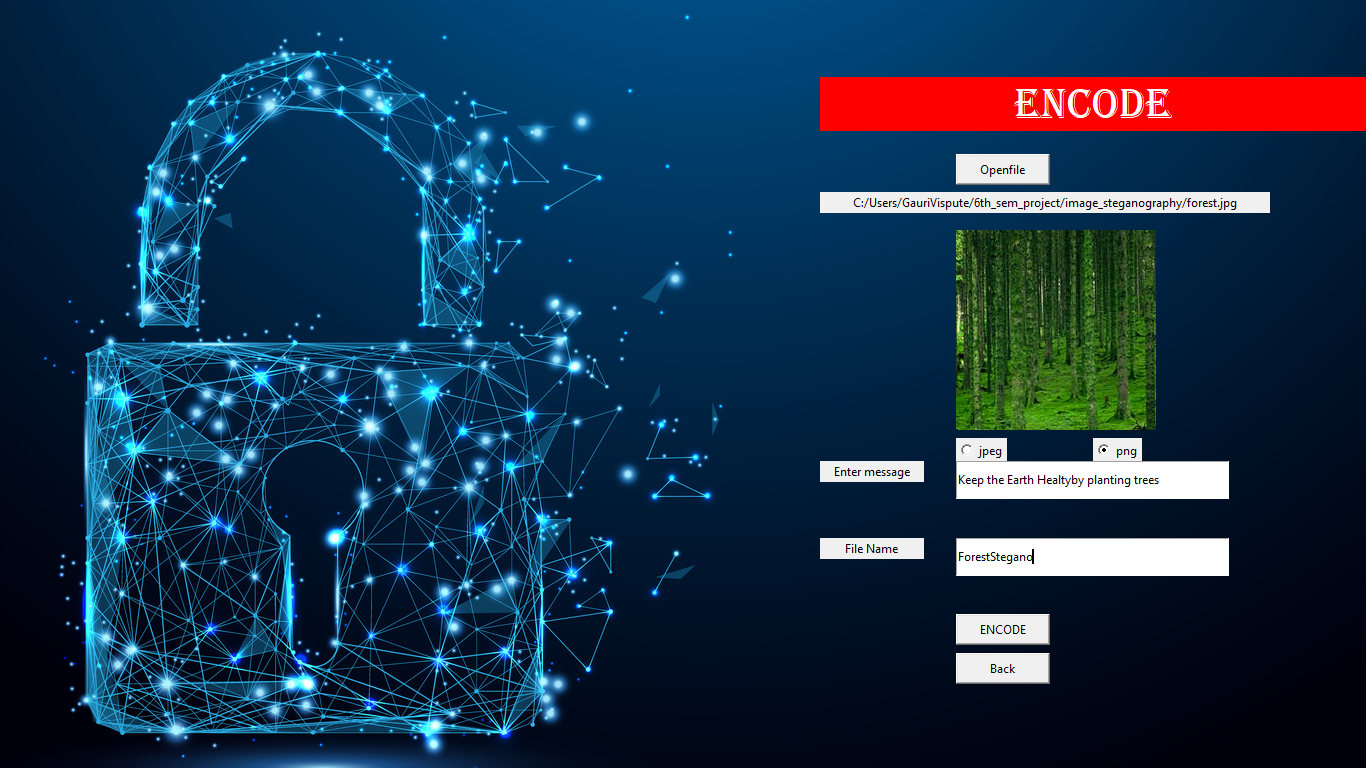 ENCODE
Openfile
C:/Users/GauriVispute/6th_sem_project/image_steganography/forest.jpg
jpeg
png
Enter message
Keep the Earth Healtyby planting trees
File Name
ForestStegano
ENCODE
Back